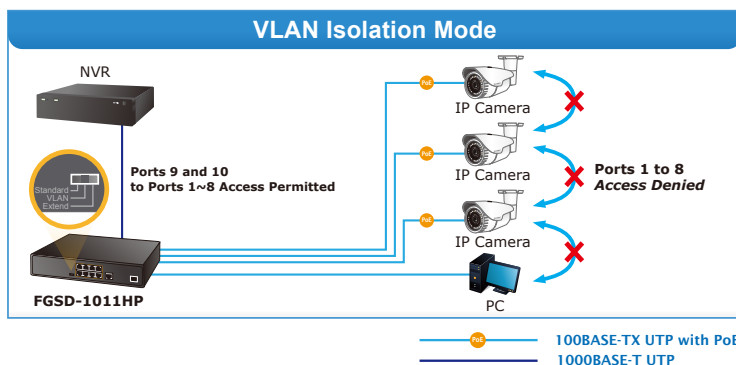 VLAN Isolation Mode
NVR
PoE
IP Camera
Ports 9 and 10
to Ports 1~8 Access Permitted
PoE
IP Camera
Ports 1 to 8
Access Denied
Standard
VLAN
Extend
PoE
IP Camera
FGSD-1011HP
PC
PoE
100BASE-TX UTP with PoE
1000BASE-T UTP